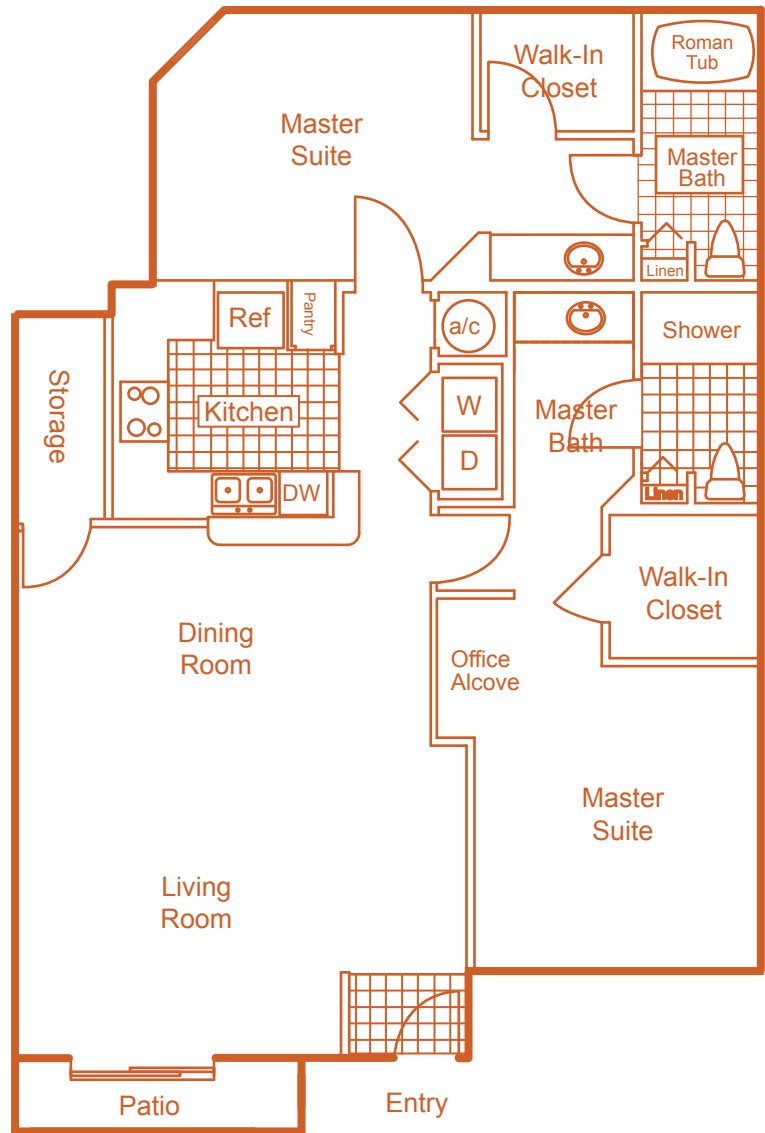 Walk-In
Closet
Roman
Tub
Master
Suite
Master
Bath
Linen
Ref
Pantry
a/c
Shower
Storage
Kitchen
W
Master
Bath
D
DW
Linen
Walk-In
Closet
Dining
Room
Office
Alcove
Master
Suite
Living
Room
Patio
Entry